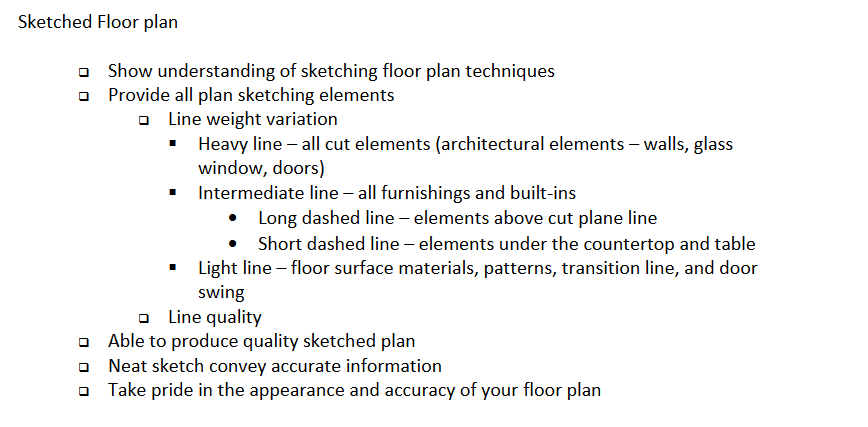 Sketched Floor plan
❑ Show understanding of sketching floor plan techniques
❑ Provide all plan sketching elements
❑ Line weight variation
▪ Heavy line – all cut elements (architectural elements – walls, glass
window, doors)
▪ Intermediate line – all furnishings and built-ins
• Long dashed line – elements above cut plane line
• Short dashed line – elements under the countertop and table
▪ Light line – floor surface materials, patterns, transition line, and door
swing
❑ Line quality
❑ Able to produce quality sketched plan
❑ Neat sketch convey accurate information
❑ Take pride in the appearance and accuracy of your floor plan